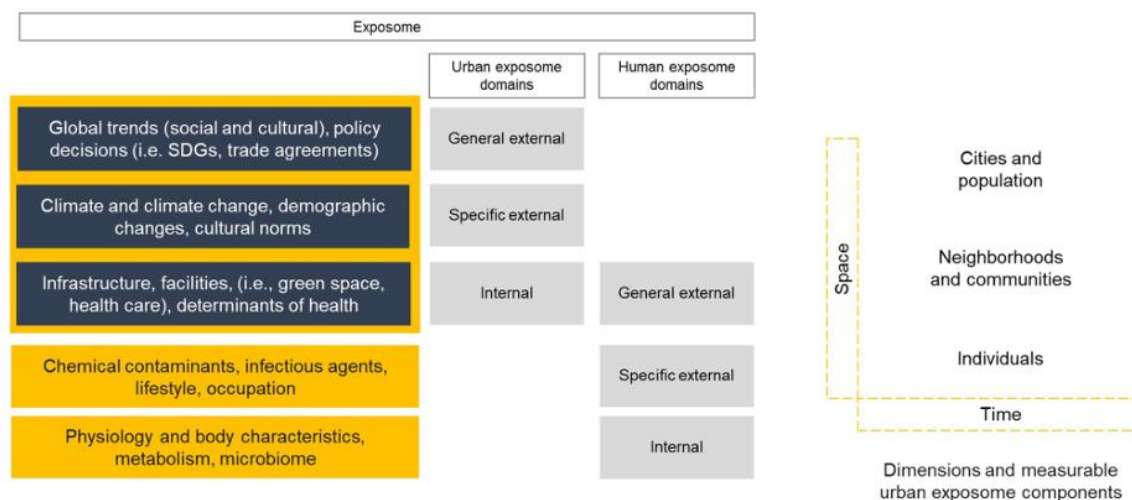 Exposome
Urban exposome
domains
Human exposome
domains
Global trends (social and cultural), policy
decisions (i.e. SDGs, trade agreements)
General external
Climate and climate change, demographic
changes, cultural norms
Specific external
Infrastructure, facilities, (i.e., green space,
health care), determinants of health
Internal
General external
Chemical contaminants, infectious agents,
lifestyle, occupation
Specific external
Physiology and body characteristics,
metabolism, microbiome
Internal
Space
Cities and
population
Neighborhoods
and communities
Individuals
Time
Dimensions and measurable
urban exposome components